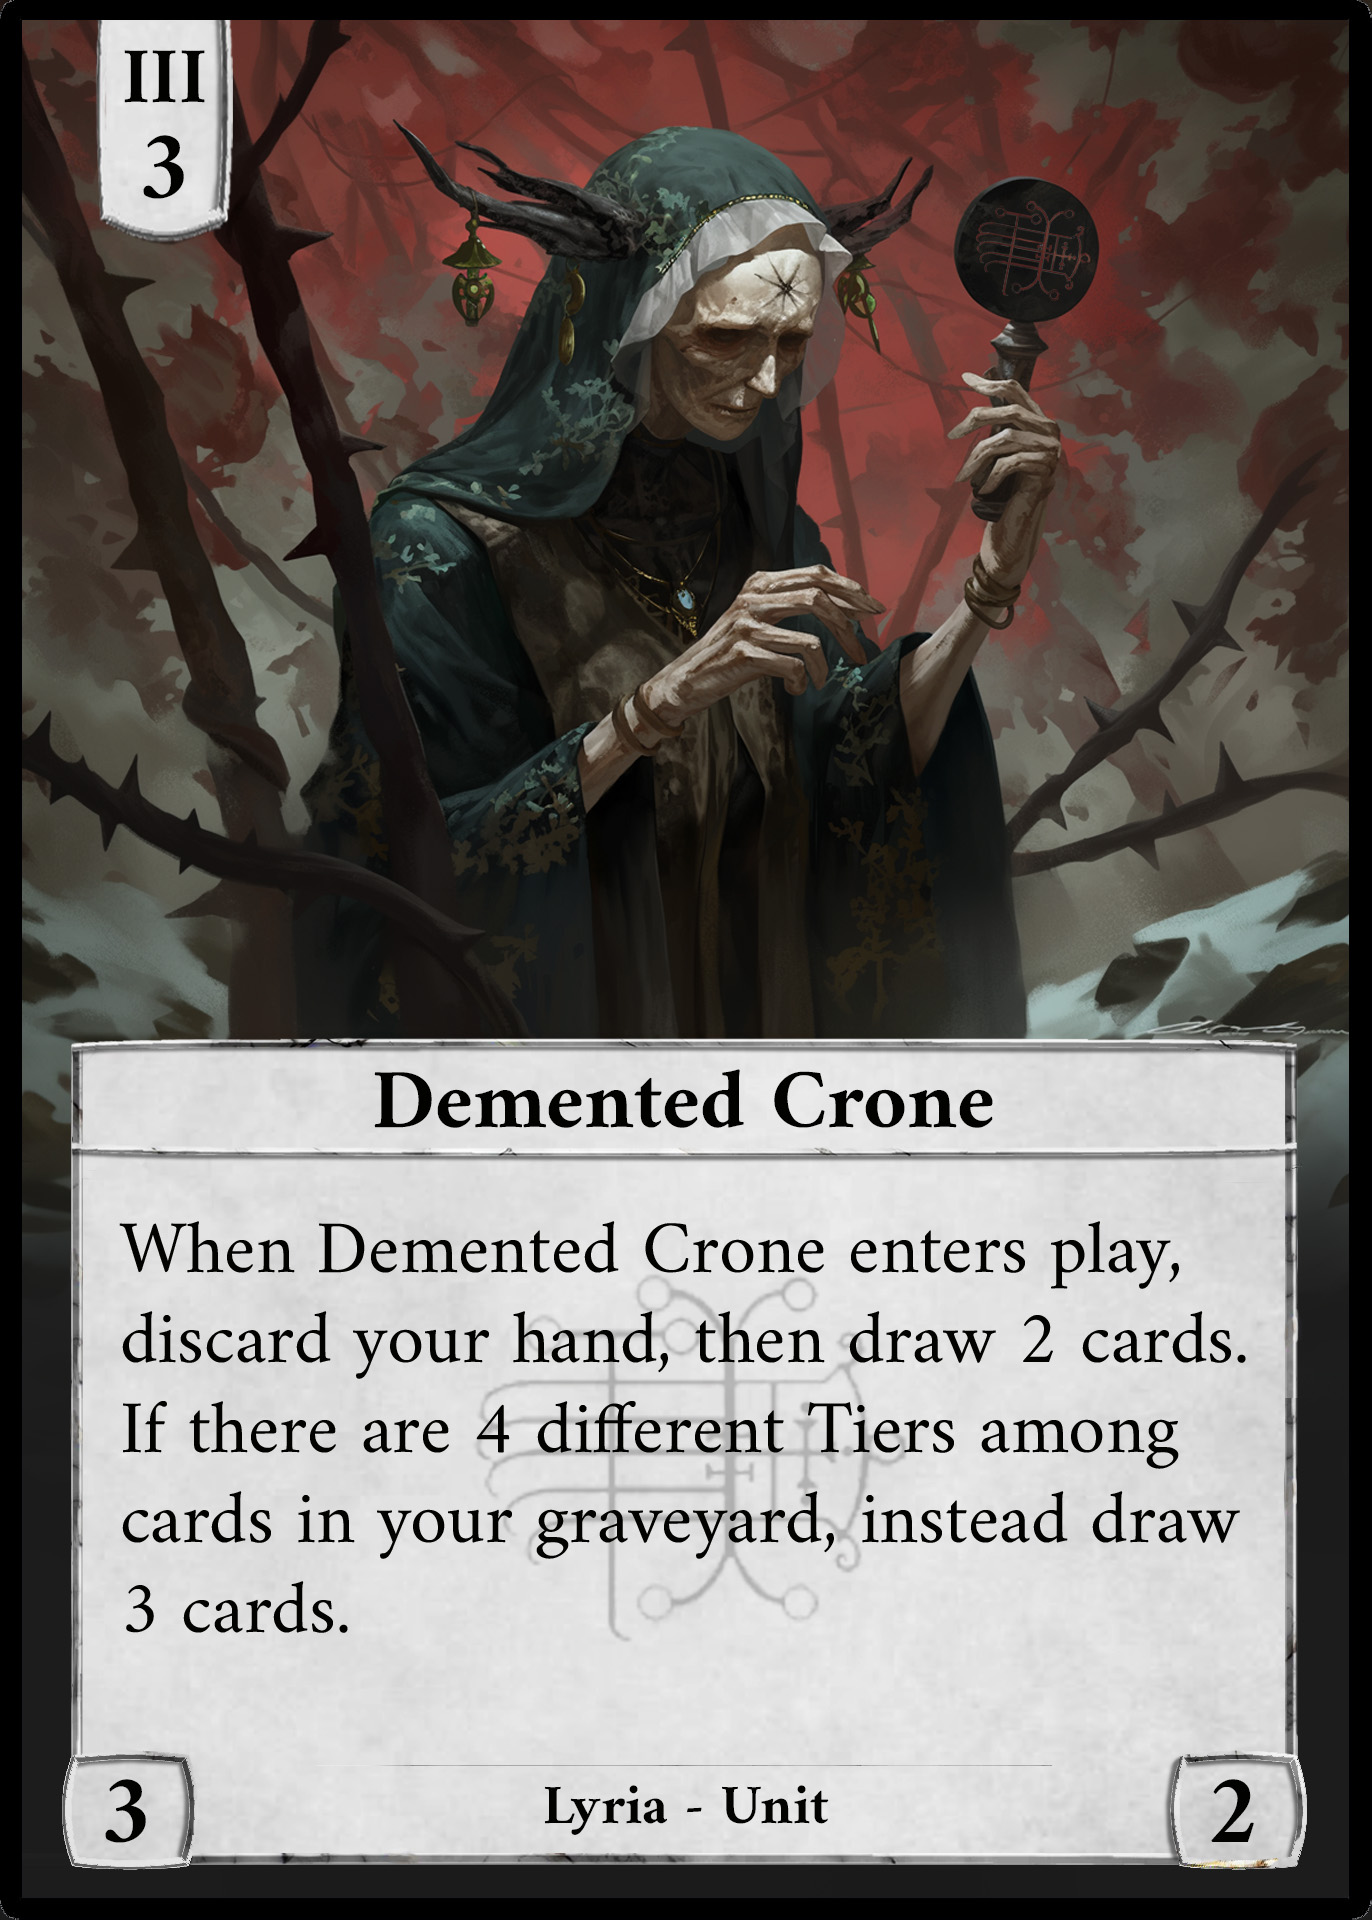 III
3
Demented Crone
When Demented Crone enters play,
discard your hand, then draw 2 cards.
If there are 4 different Tiers among
cards in your graveyard, instead draw
3 cards.
3
Lyria - Unit
2